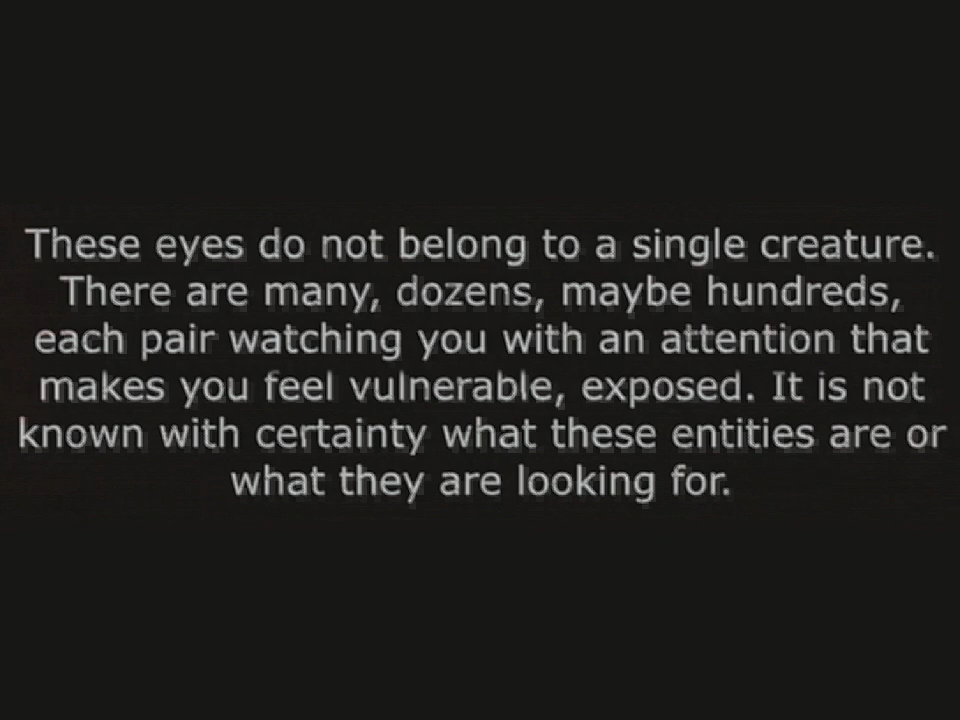 These eyes do not belong to a single creature.
There are many, dozens, maybe hundreds,
each pair watching you with an attention that
makes you feel vulnerable, exposed. It is not
known with certainty what these entities are or
what they are looking for.